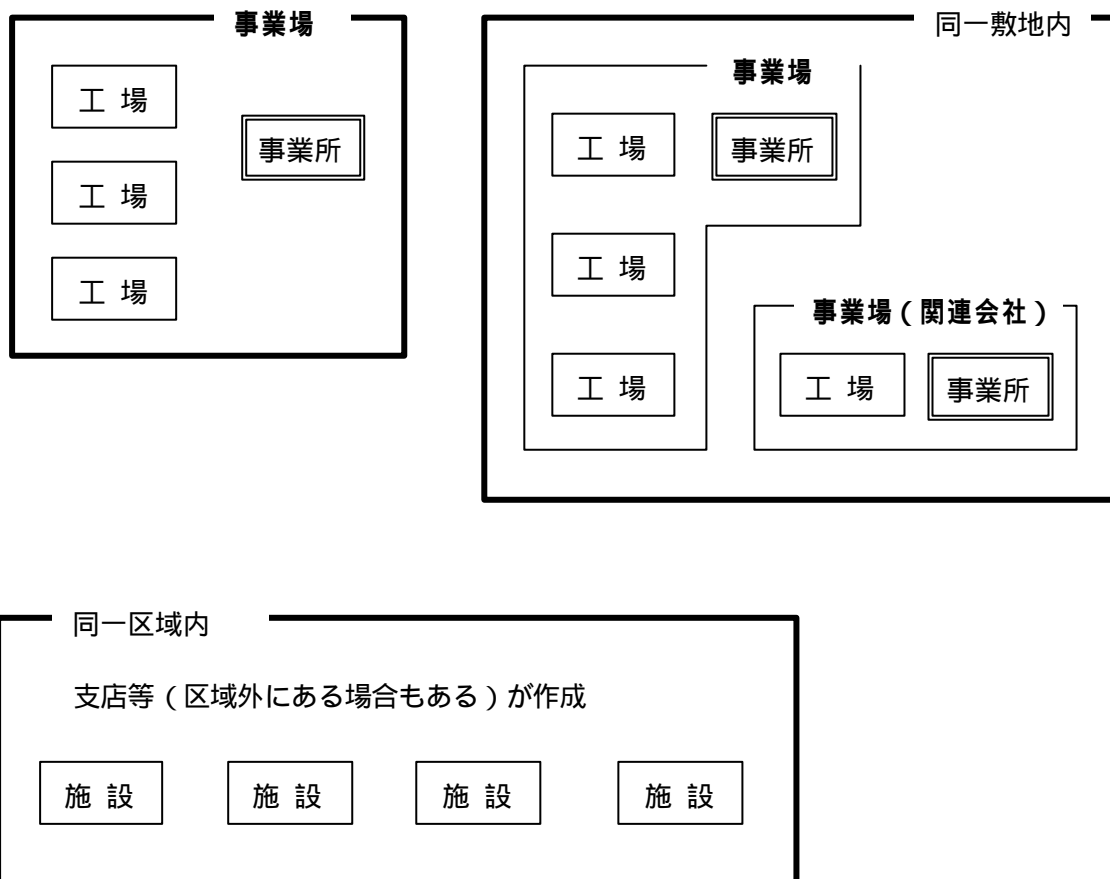 事業場
工 場
事業所
工 場
工 場
同一敷地内
事業場
工 場
事業所
工 場
工 場
事業場（関連会社）
工 場
事業所
同一区域内
支店等（区域外にある場合もある）が作成
施 設
施 設
施 設
施 設